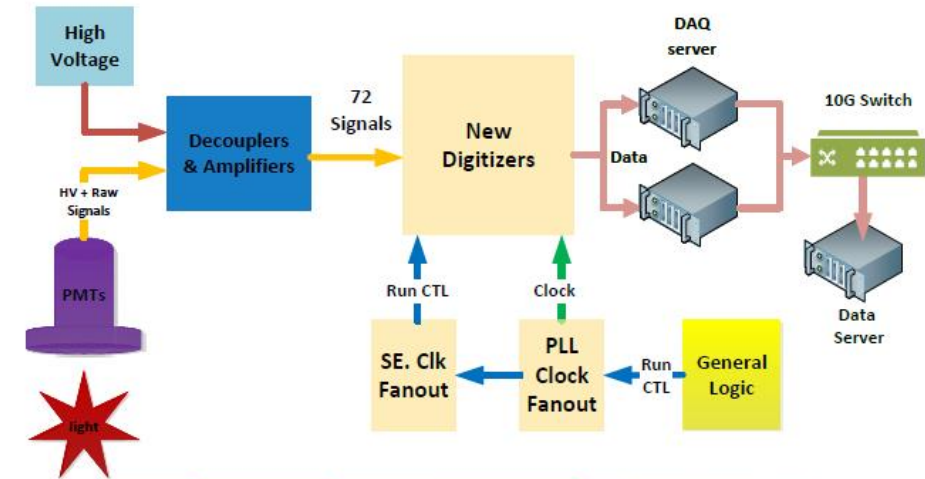 High
Voltage
DAQ
server
72
Signals
10G Switch
Decouplers
& Amplifiers
New
Digitizers
Data
HV + Raw
Signals
PMTs
Run CTL
Clock
Data
Server
SE. Clk
Fanout
PLL
Clock
Fanout
Run
CTL
General
Logic
light